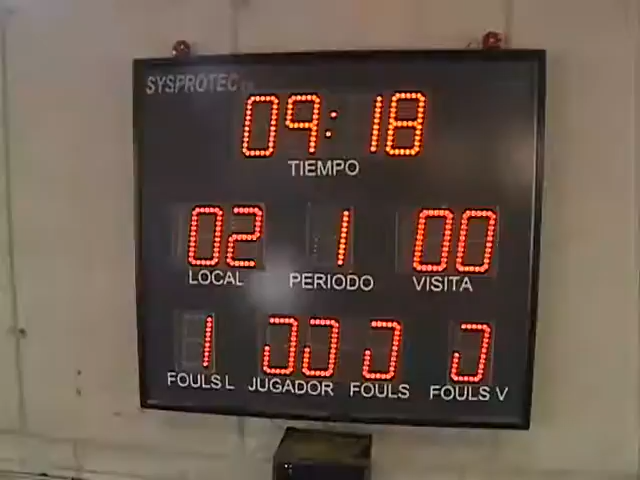 SYSPROTEC
09:18
TIEMPO
02 1 00
LOCAL PERIODO VISITA
1
FOULS L JUGADOR FOULS FOULS V